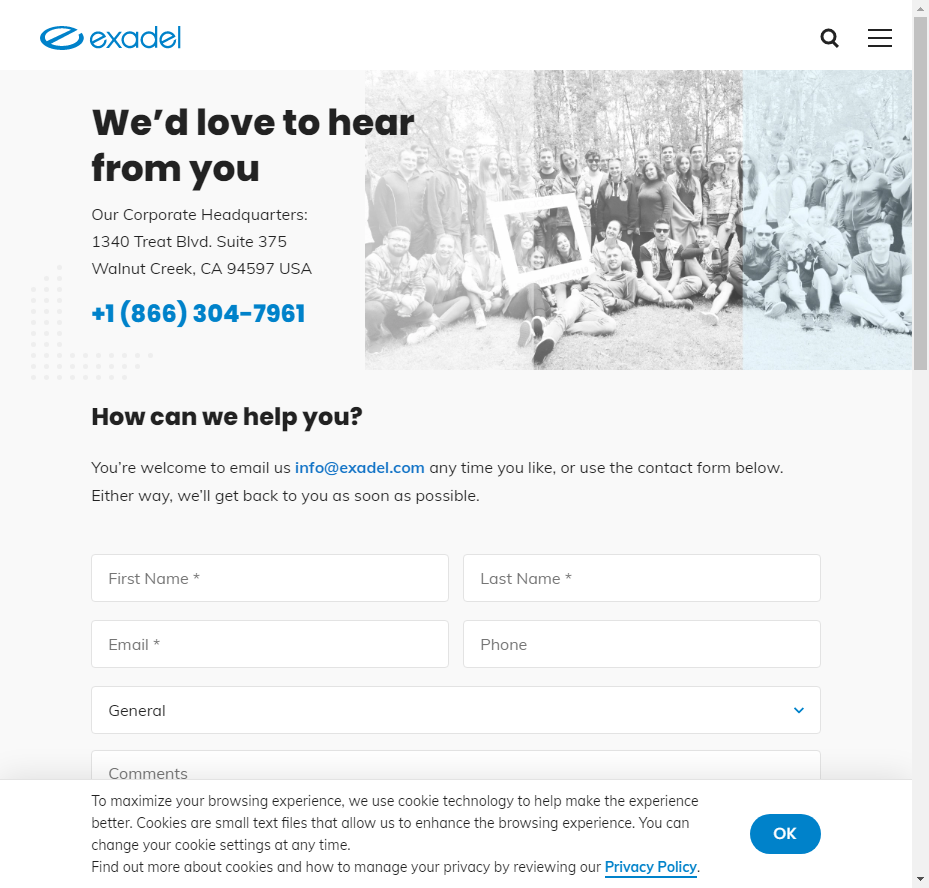 exadel
We’d love to hear
from you
Our Corporate Headquarters:
1340 Treat Blvd. Suite 375
Walnut Creek, CA 94597 USA
+1 (866) 304-7961
How can we help you?
You’re welcome to email us info@exadel.com any time you like, or use the contact form below.
Either way, we’ll get back to you as soon as possible.
First Name *
Last Name *
Email *
Phone
General
Comments
To maximize your browsing experience, we use cookie technology to help make the experience
better. Cookies are small text files that allow us to enhance the browsing experience. You can
change your cookie settings at any time.
Find out more about cookies and how to manage your privacy by reviewing our Privacy Policy.
OK